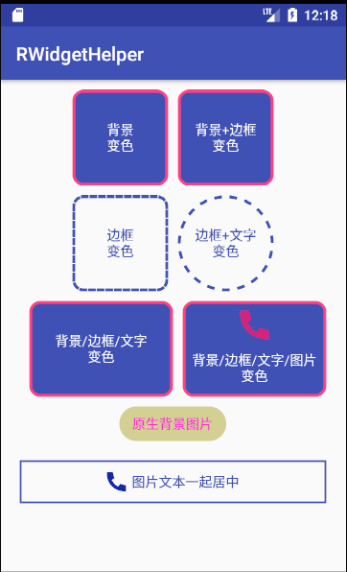 LTE 12:18
RWidgetHelper
背景
变色
背景+边框
变色
边框
变色
边框+文字
变色
背景/边框/文字
变色
背景/边框/文字/图片
变色
原生背景图片
图片文本一起居中